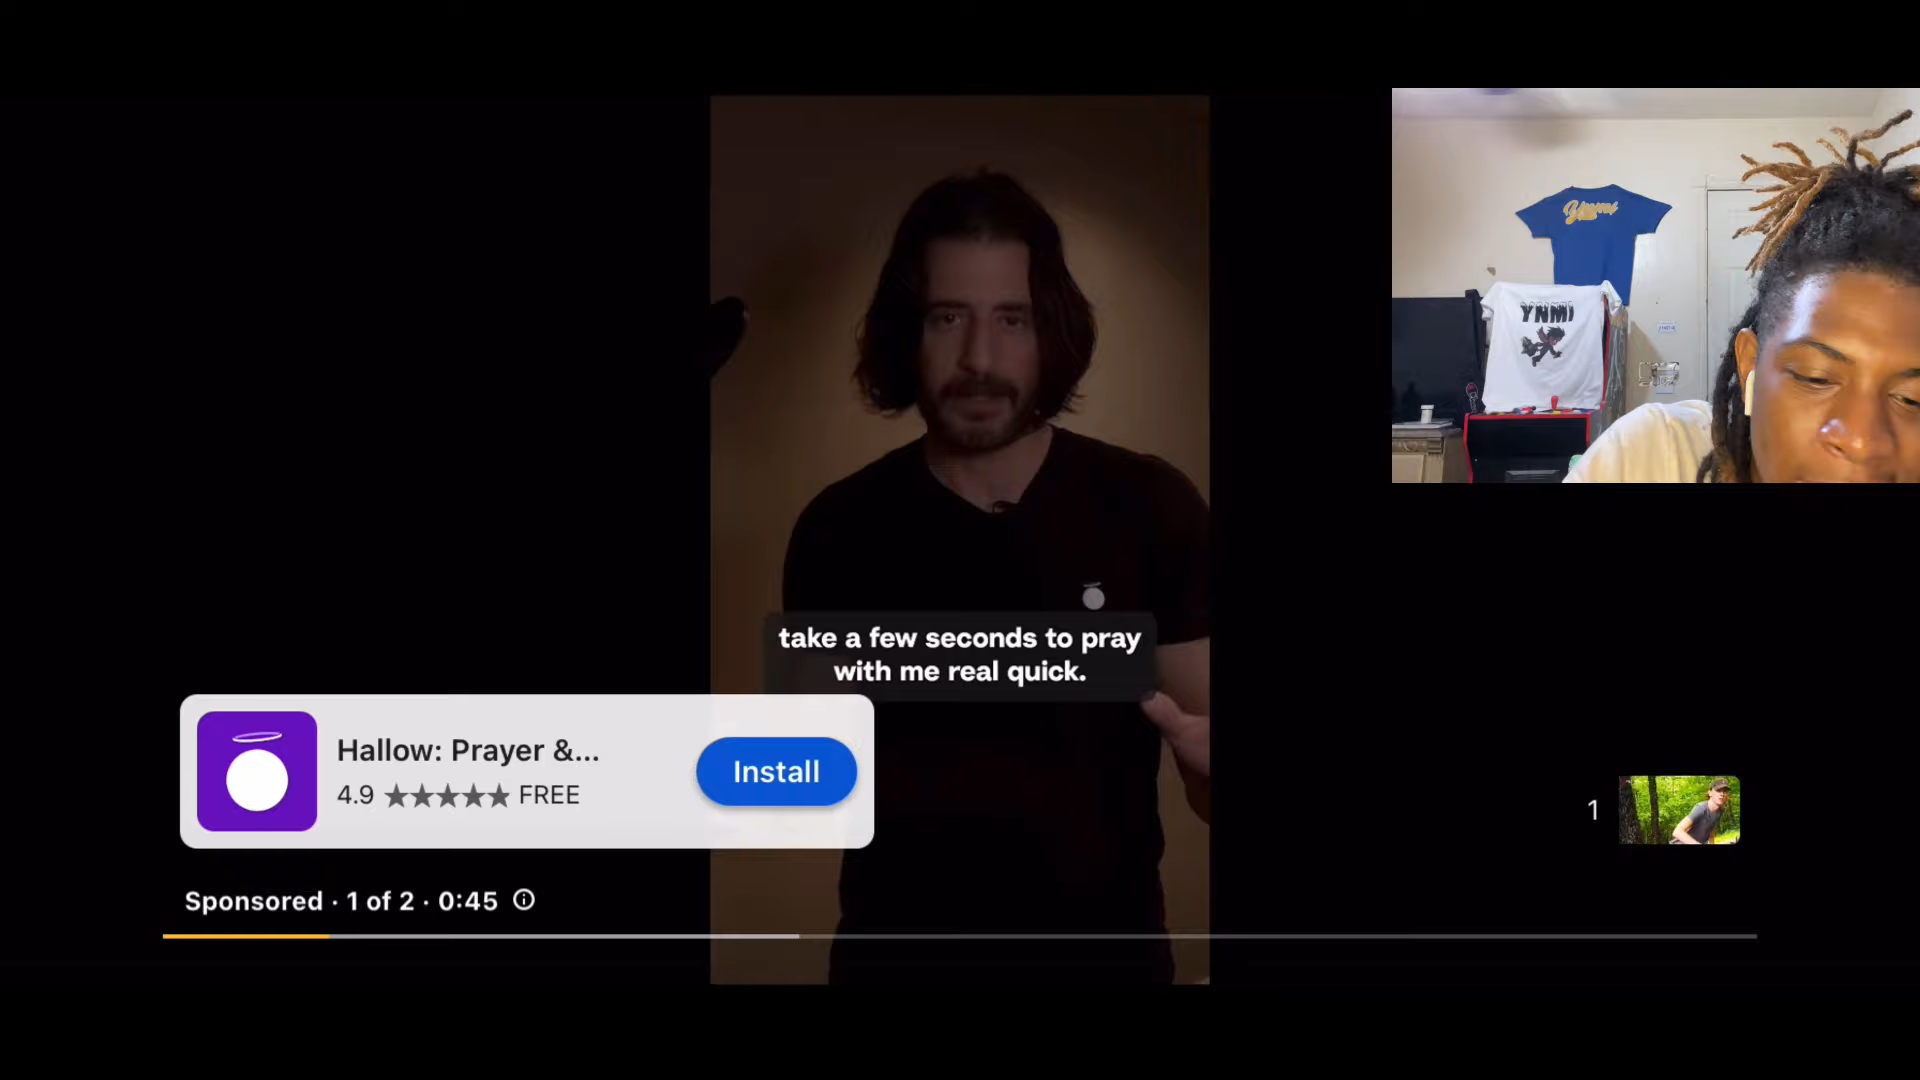 YNMI
take a few seconds to pray
with me real quick.
Hallow: Prayer &...
4.9 ★★★★★ FREE
Install
1
Sponsored · 1 of 2 · 0:45